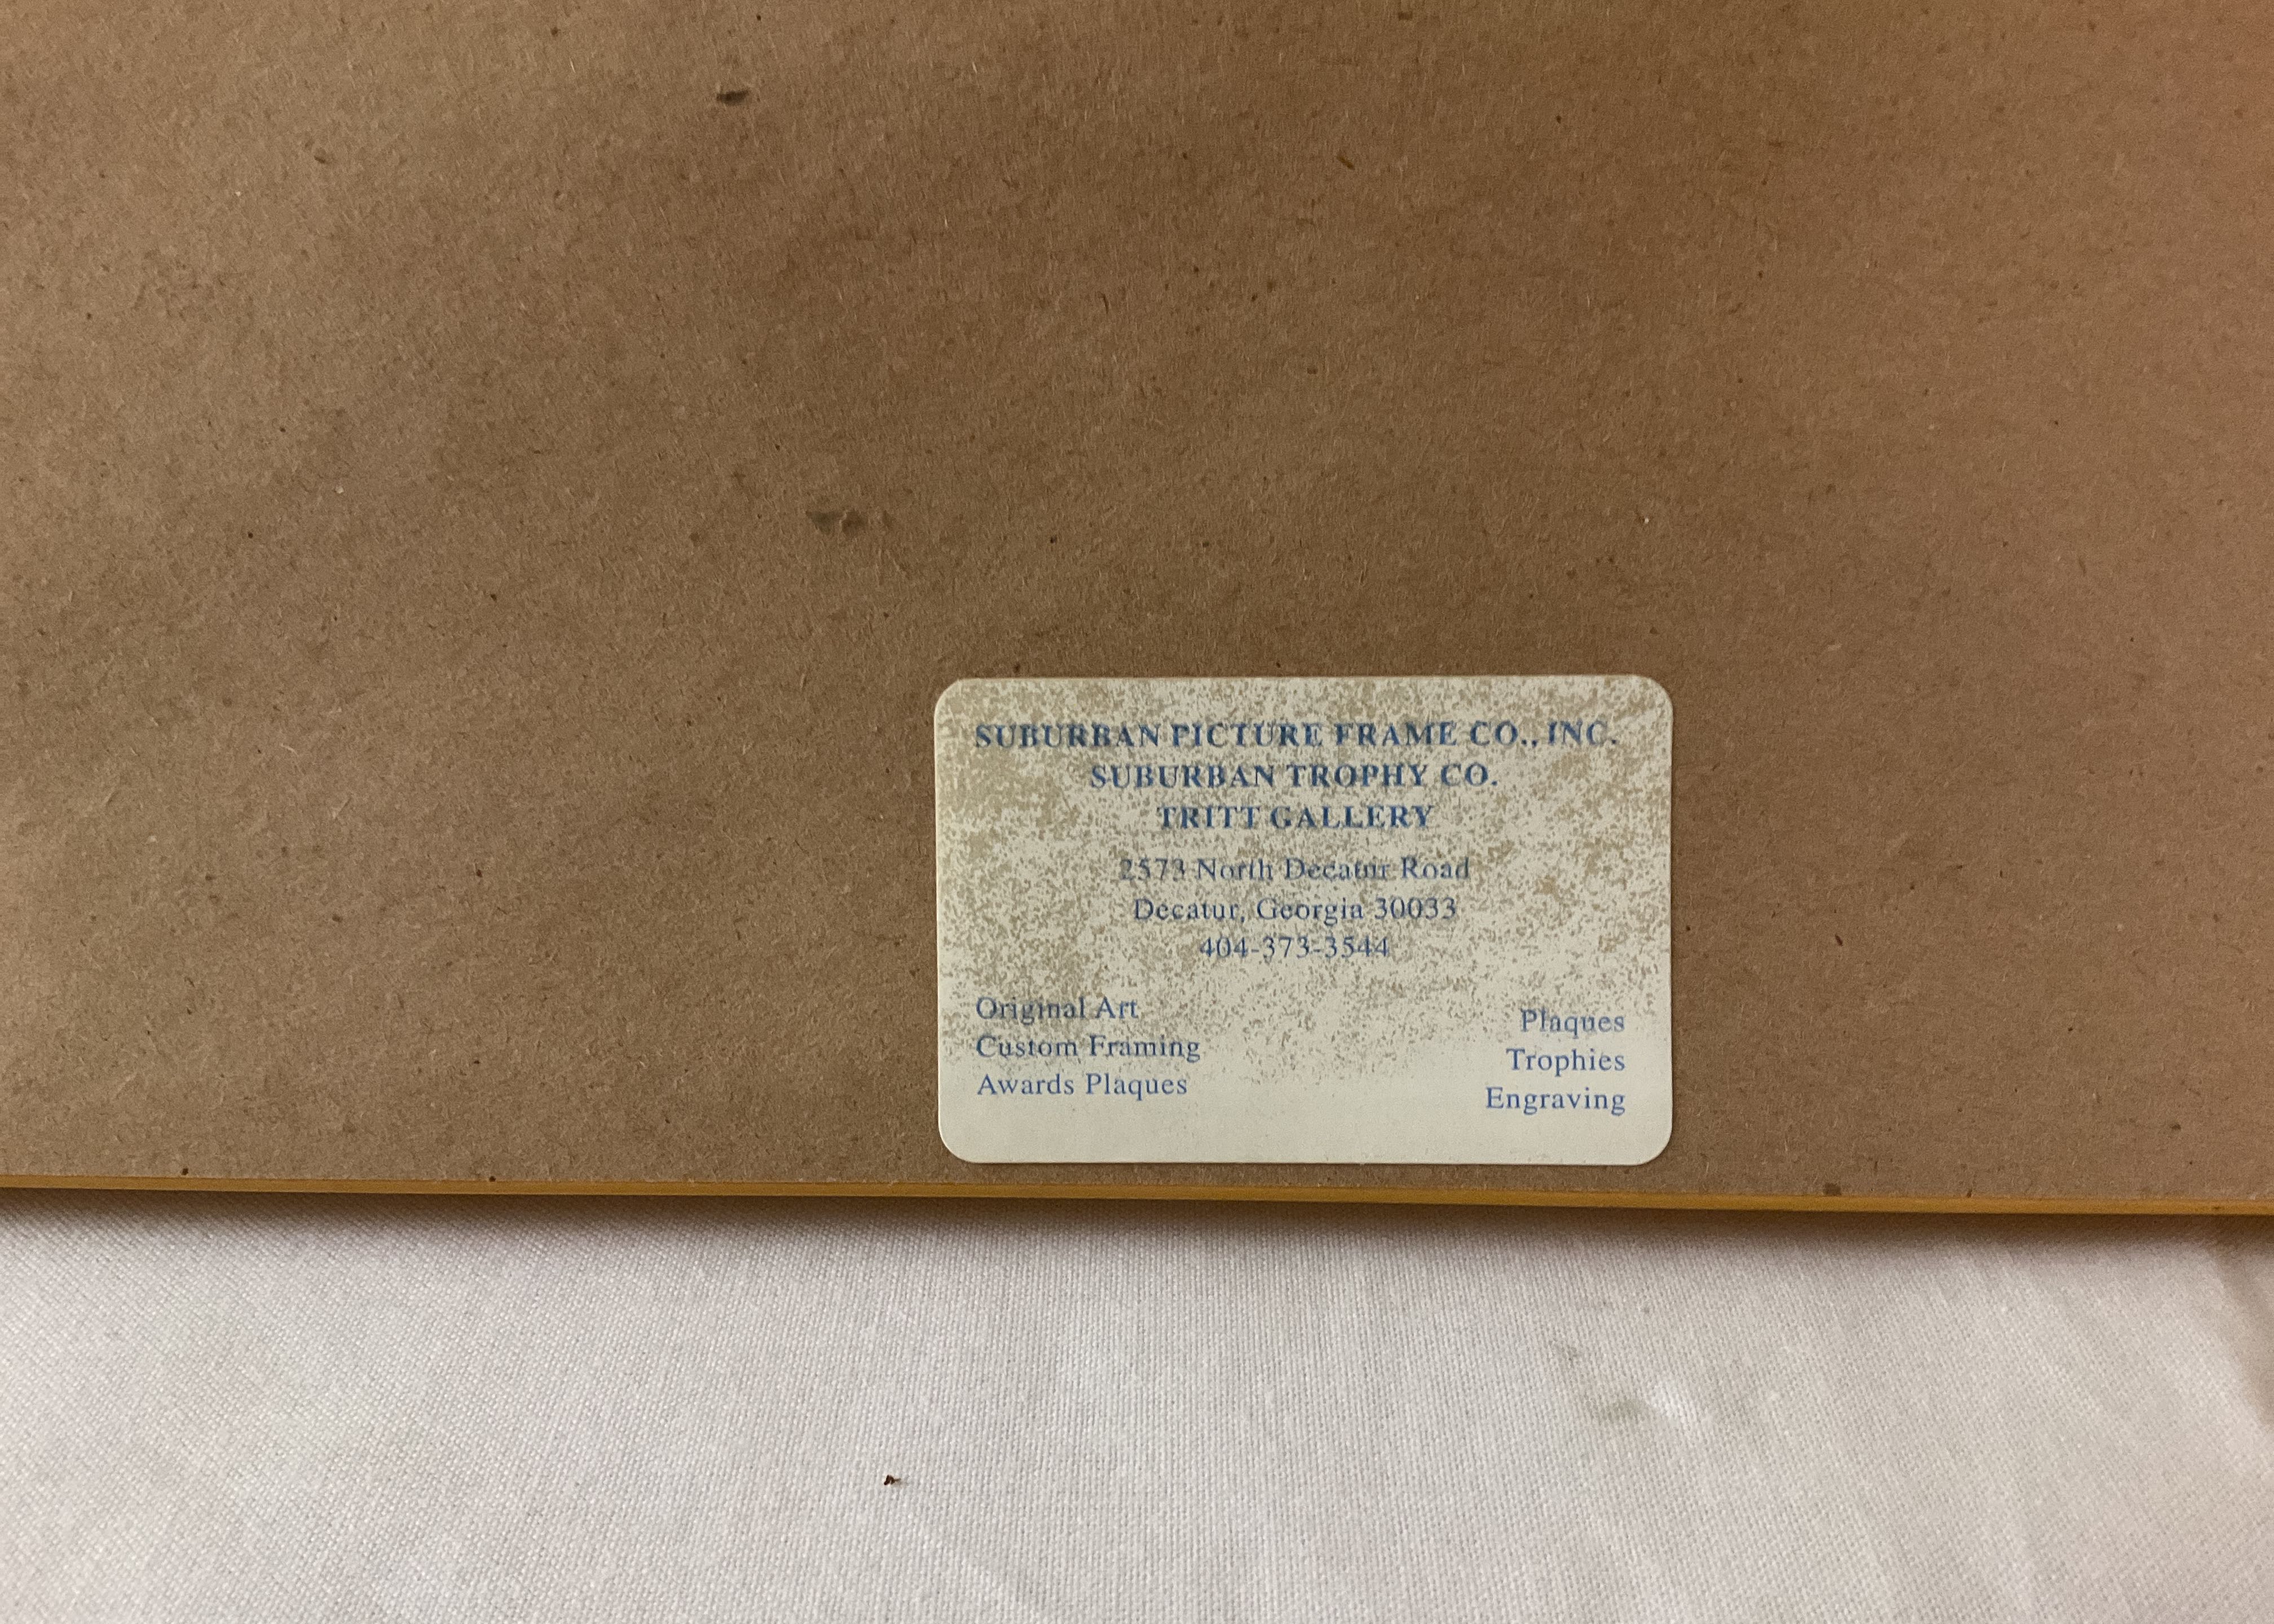 SUBURBAN PICTURE FRAME CO., INC.
SUBURBAN TROPHY CO.
TRITT GALLERY
2573 North Decatur Road
Decatur, Georgia 30033
404-373-3544
Original Art
Custom Framing
Awards Plaques
Plaques
Trophies
Engraving